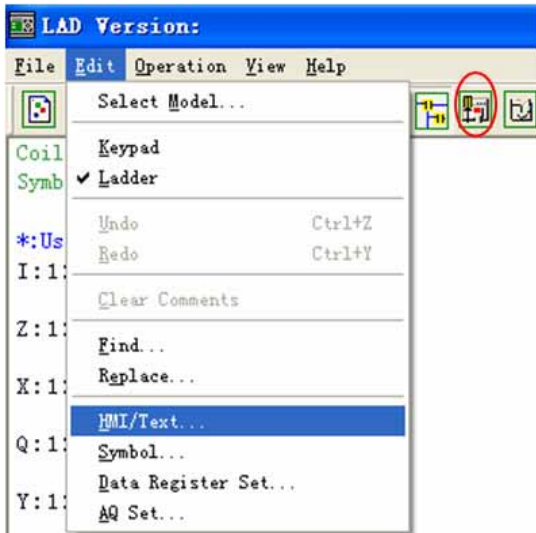 LAD Version:
File Edit Operation View Help
Select Model...
Coil
Keypad
Symb
Ladder
Undo Ctrl+Z
*:Us
Redo Ctrl+Y
I:1
Clear Comments
Z:1
Find...
Replace...
X:1
HMI/Text...
Q:1
Symbol...
Data Register Set...
Y:1
AQ Set...